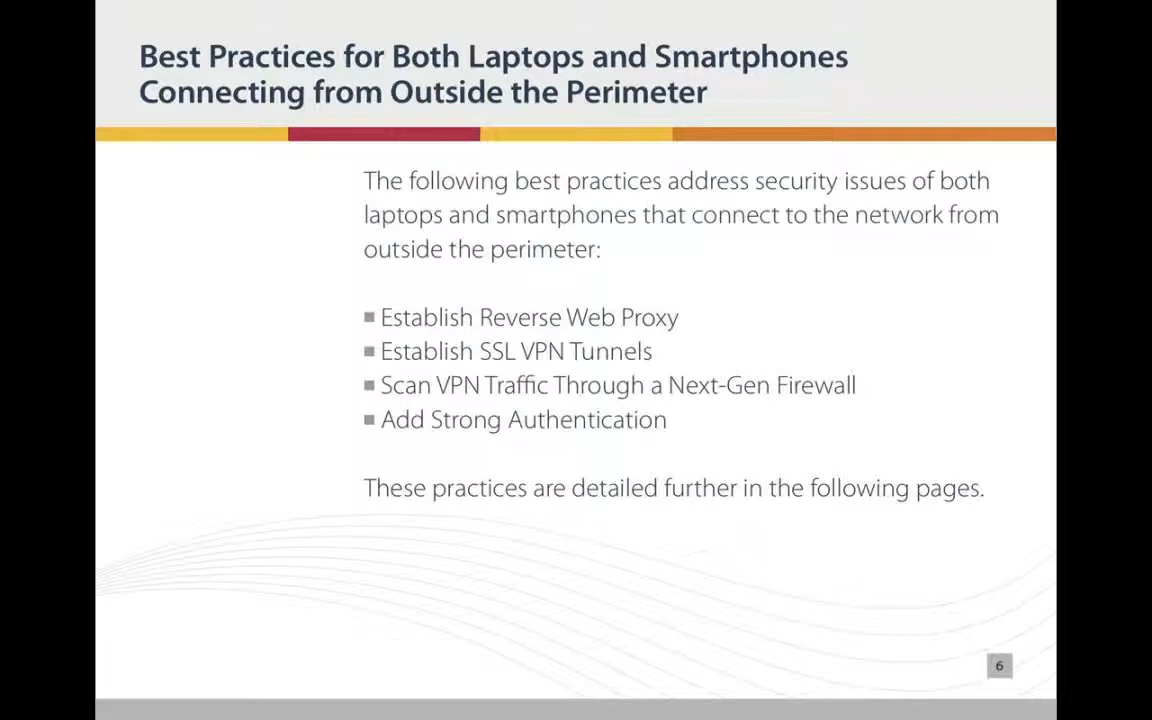 Best Practices for Both Laptops and Smartphones
Connecting from Outside the Perimeter
The following best practices address security issues of both
laptops and smartphones that connect to the network from
outside the perimeter:
Establish Reverse Web Proxy
Establish SSL VPN Tunnels
Scan VPN Traffic Through a Next-Gen Firewall
Add Strong Authentication
These practices are detailed further in the following pages.
6